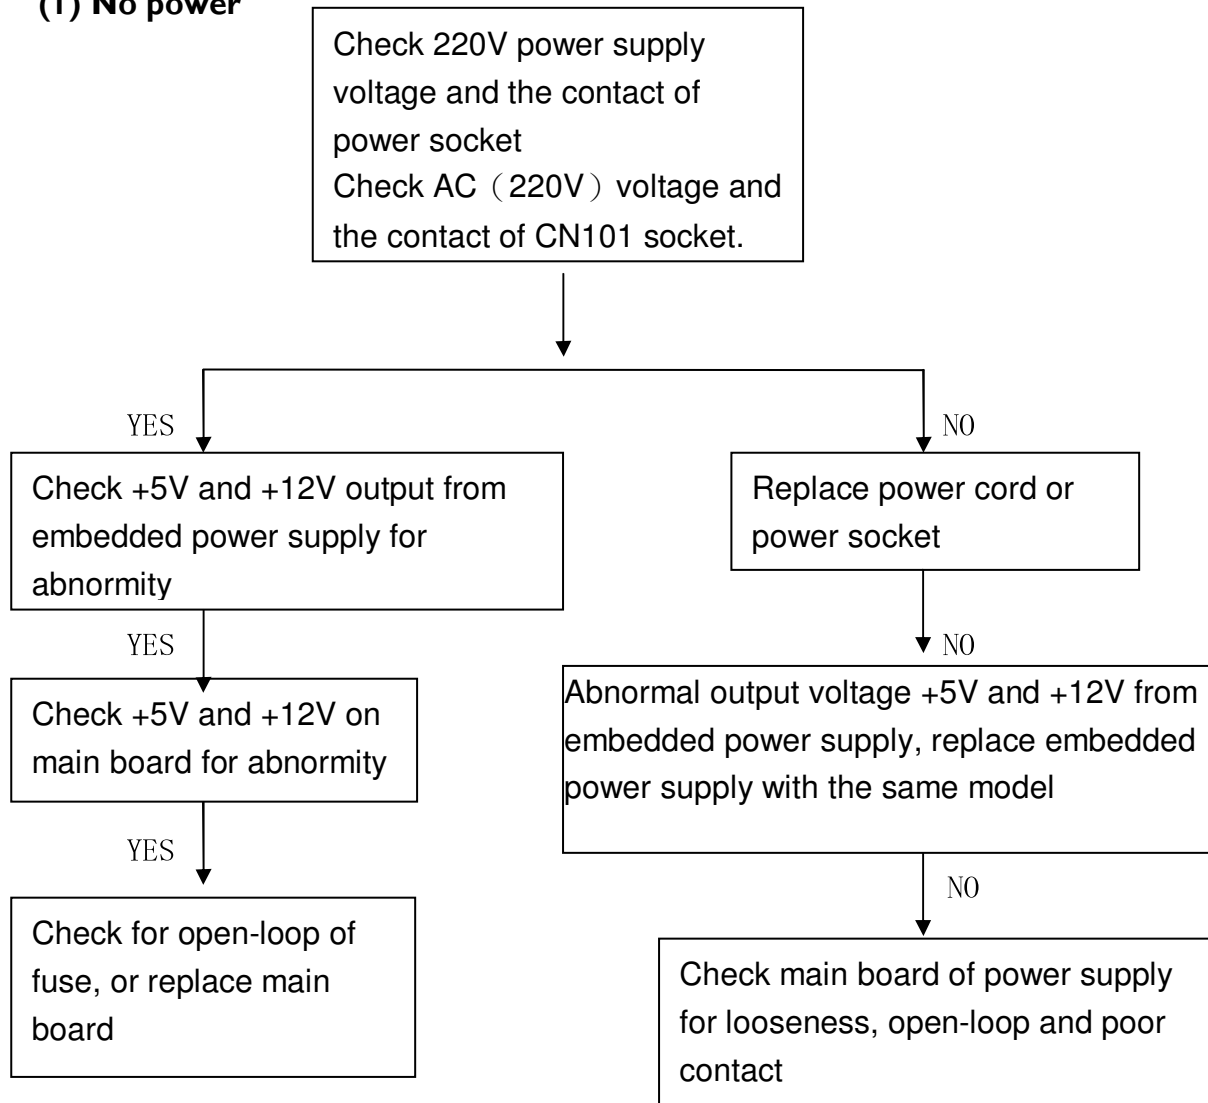 (1) No power
Check 220V power supply
voltage and the contact of
power socket
Check AC（220V）voltage and
the contact of CN101 socket.
YES
NO
Check +5V and +12V output from
embedded power supply for
abnormity
Replace power cord or
power socket
YES
NO
Check +5V and +12V on
main board for abnormity
Abnormal output voltage +5V and +12V from
embedded power supply, replace embedded
power supply with the same model
YES
NO
Check for open-loop of
fuse, or replace main
board
Check main board of power supply
for looseness, open-loop and poor
contact